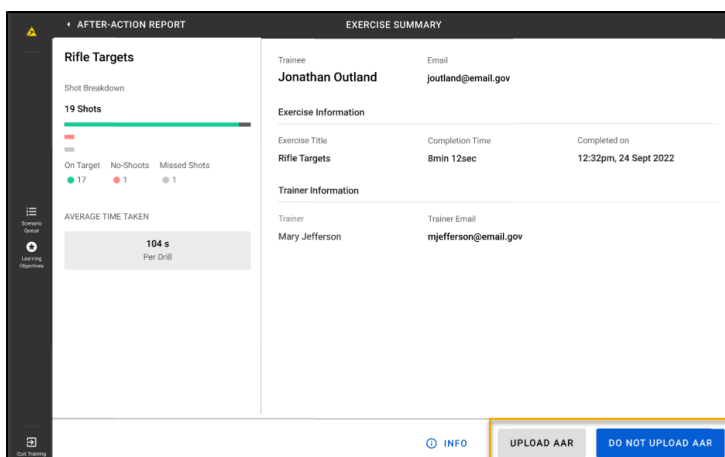 AFTER-ACTION REPORT
EXERCISE SUMMARY
Rifle Targets
Shot Breakdown
19 Shots
On Target No-Shoots Missed Shots
17 1 1
AVERAGE TIME TAKEN
104 s
Per Drill
Trainee Email
Jonathan Outland joutland@email.gov
Exercise Information
Exercise Title Completion Time Completed on
Rifle Targets 8min 12sec 12:32pm, 24 Sept 2022
Trainer Information
Trainer Trainer Email
Mary Jefferson mjefferson@email.gov
Scenario
Queue
Learning
Objectives
Quit Training
INFO UPLOAD AAR DO NOT UPLOAD AAR